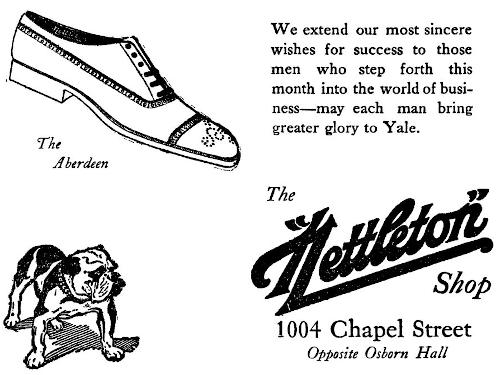 We extend our most sincere
wishes for success to those
men who step forth this
month into the world of busi-
ness—may each man bring
greater glory to Yale.
The
Aberdeen
The
"Nettleton"
Shop
1004 Chapel Street
Opposite Osborn Hall